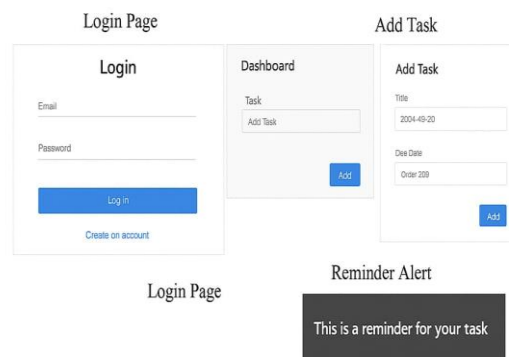 Login Page
Add Task
Login
Email
Password
Log in
Create on account
Dashboard
Task
Add Task
Add
Add Task
Title
2004-49-20
Dee Date
Order 209
Add
Login Page
Reminder Alert
This is a reminder for your task